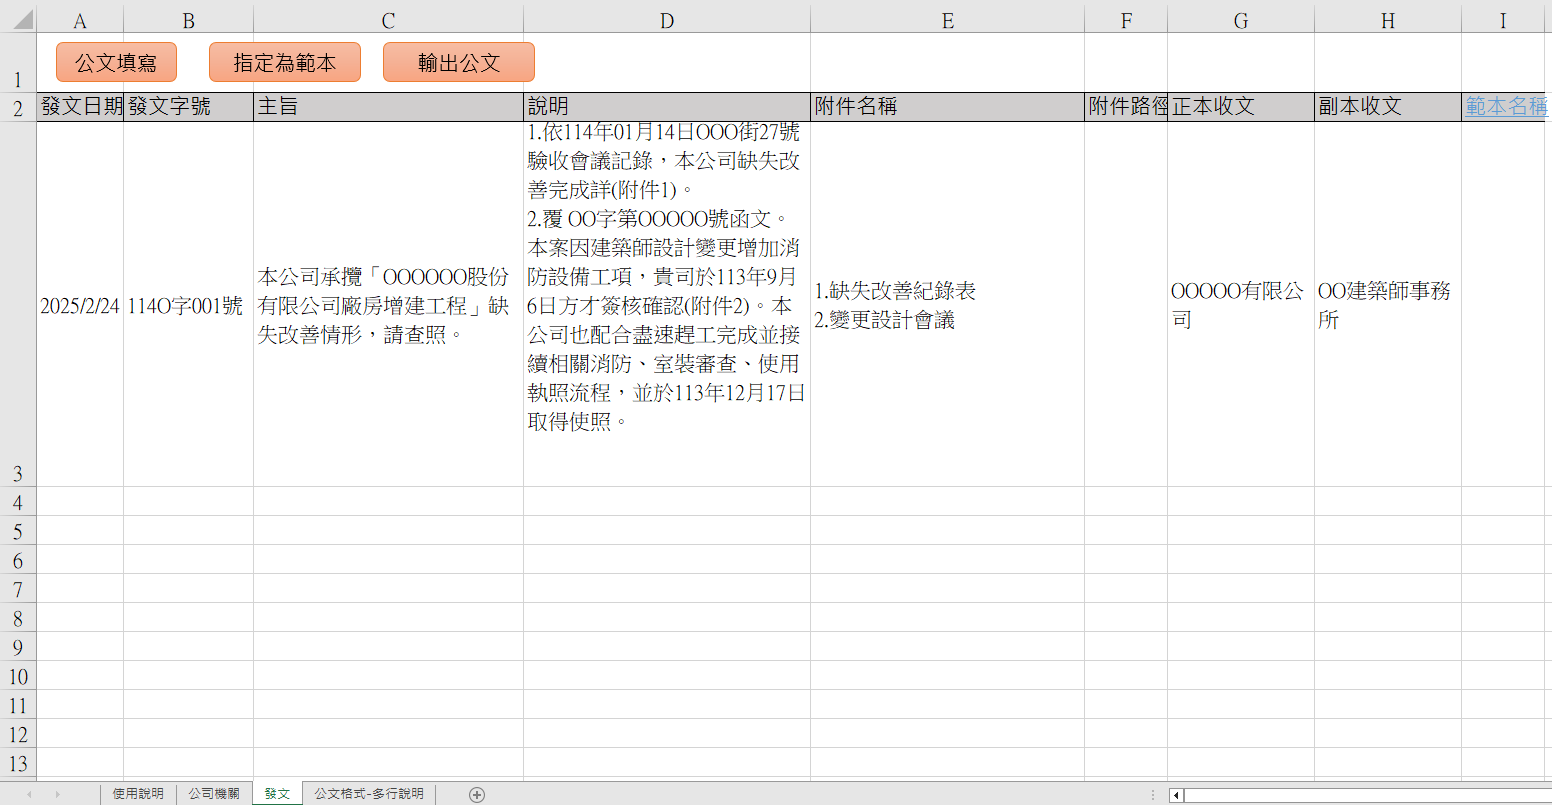 A B C D E F G H I
公文填寫 指定為範本 輸出公文
1
2 發文日期 發文字號 主旨 說明 附件名稱 附件路徑 正本收文 副本收文 範本名稱
1.依114年01月14日OOO街27號
驗收會議記錄，本公司缺失改
善完成詳(附件1)。
2.覆 OO字第OOOOO號函文。
本案因建築師設計變更增加消
防設備工項，貴司於113年9月
6日方才簽核確認(附件2)。本
公司也配合盡速趕工完成並接
續相關消防、室裝審查、使用
執照流程，並於113年12月17日
取得使照。
2025/2/24 114O字001號
本公司承攬「OOOOOO股份
有限公司廠房增建工程」缺
失改善情形，請查照。
1.缺失改善紀錄表
2.變更設計會議
OOOOO有限公
司
OO建築師事務
所
3
4
5
6
7
8
9
10
11
12
13
使用說明 公司機關 發文 公文格式-多行說明